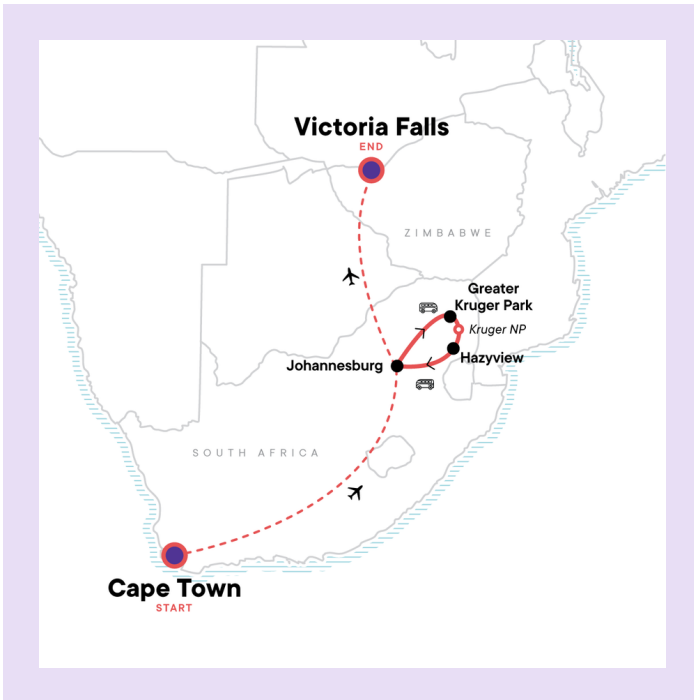 Victoria Falls
END
ZIMBABWE
Greater
Kruger Park
Kruger NP
Hazyview
Johannesburg
SOUTH AFRICA
Cape Town
START